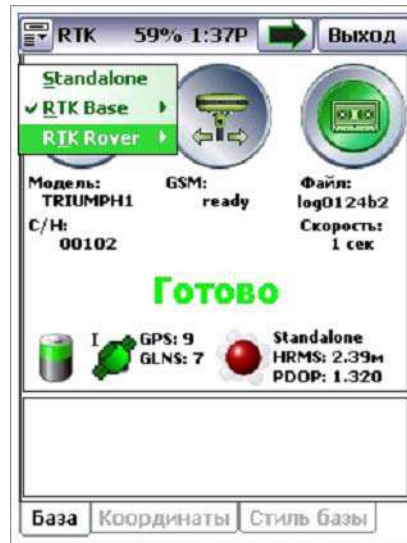 RTK 59% 1:37P Выход
Standalone
RTK Base
RTK Rover
Модель:
TRIUMPH1
С/Н:
00102
GSM:
ready
Файл:
log0124b2
Скорость:
1 сек
Готово
GPS: 9
GLNS: 7
Standalone
HRMS: 2.39м
PDOP: 1.320
База Координаты Стиль базы